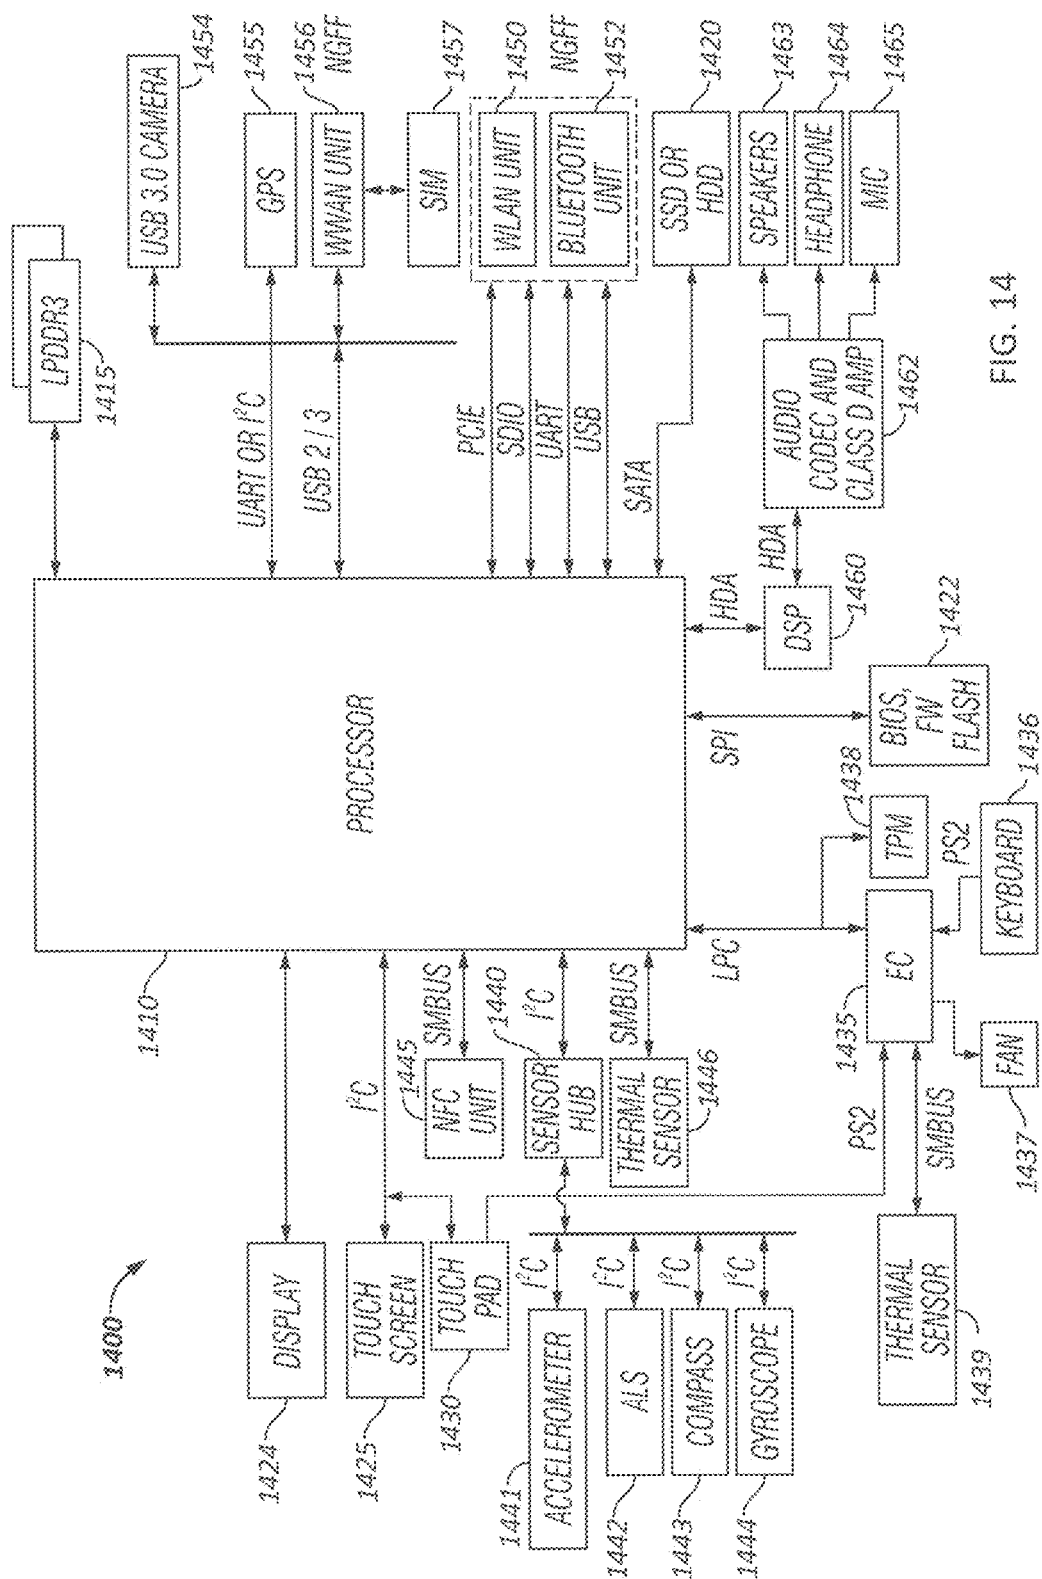 1400
1424
DISPLAY
1425
TOUCH
SCREEN
1430
TOUCH
PAD
1441
ACCELEROMETER
I²C
1442
ALS
I²C
1443
COMPASS
I²C
1444
GYROSCOPE
I²C
1410
PROCESSOR
I²C
1445
NFC
UNIT
SMBUS
1440
SENSOR
HUB
I²C
THERMAL
SENSOR
1446
SMBUS
LPC
1435
EC
PS2
SMBUS
THERMAL
SENSOR
1439
FAN
1437
KEYBOARD
1436
PS2
TPM
1438
SPI
BIOS,
FW
FLASH
1422
HDA
DSP
1460
HDA
AUDIO
CODEC AND
CLASS D AMP
1462
LPDDR3
1415
USB 3.0 CAMERA
1454
UART OR I²C
GPS
1455
USB 2 / 3
WWAN UNIT
1456
NGFF
SIM
1457
PCIE
SDIO
UART
USB
WLAN UNIT
1450
NGFF
BLUETOOTH
UNIT
1452
SATA
SSD OR
HDD
1420
SPEAKERS
1463
HEADPHONE
1464
MIC
1465
FIG. 14